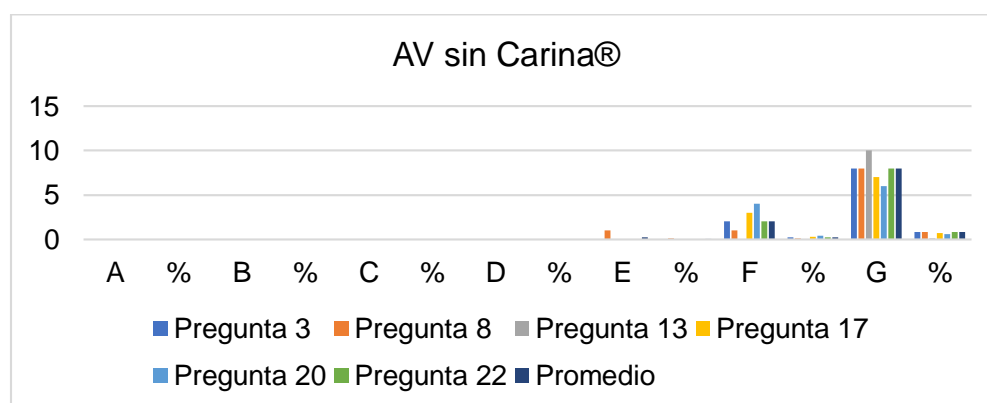 AV sin Carina®
15
10
5
0
A % B % C % D % E % F % G %
Pregunta 3 Pregunta 8 Pregunta 13 Pregunta 17
Pregunta 20 Pregunta 22 Promedio